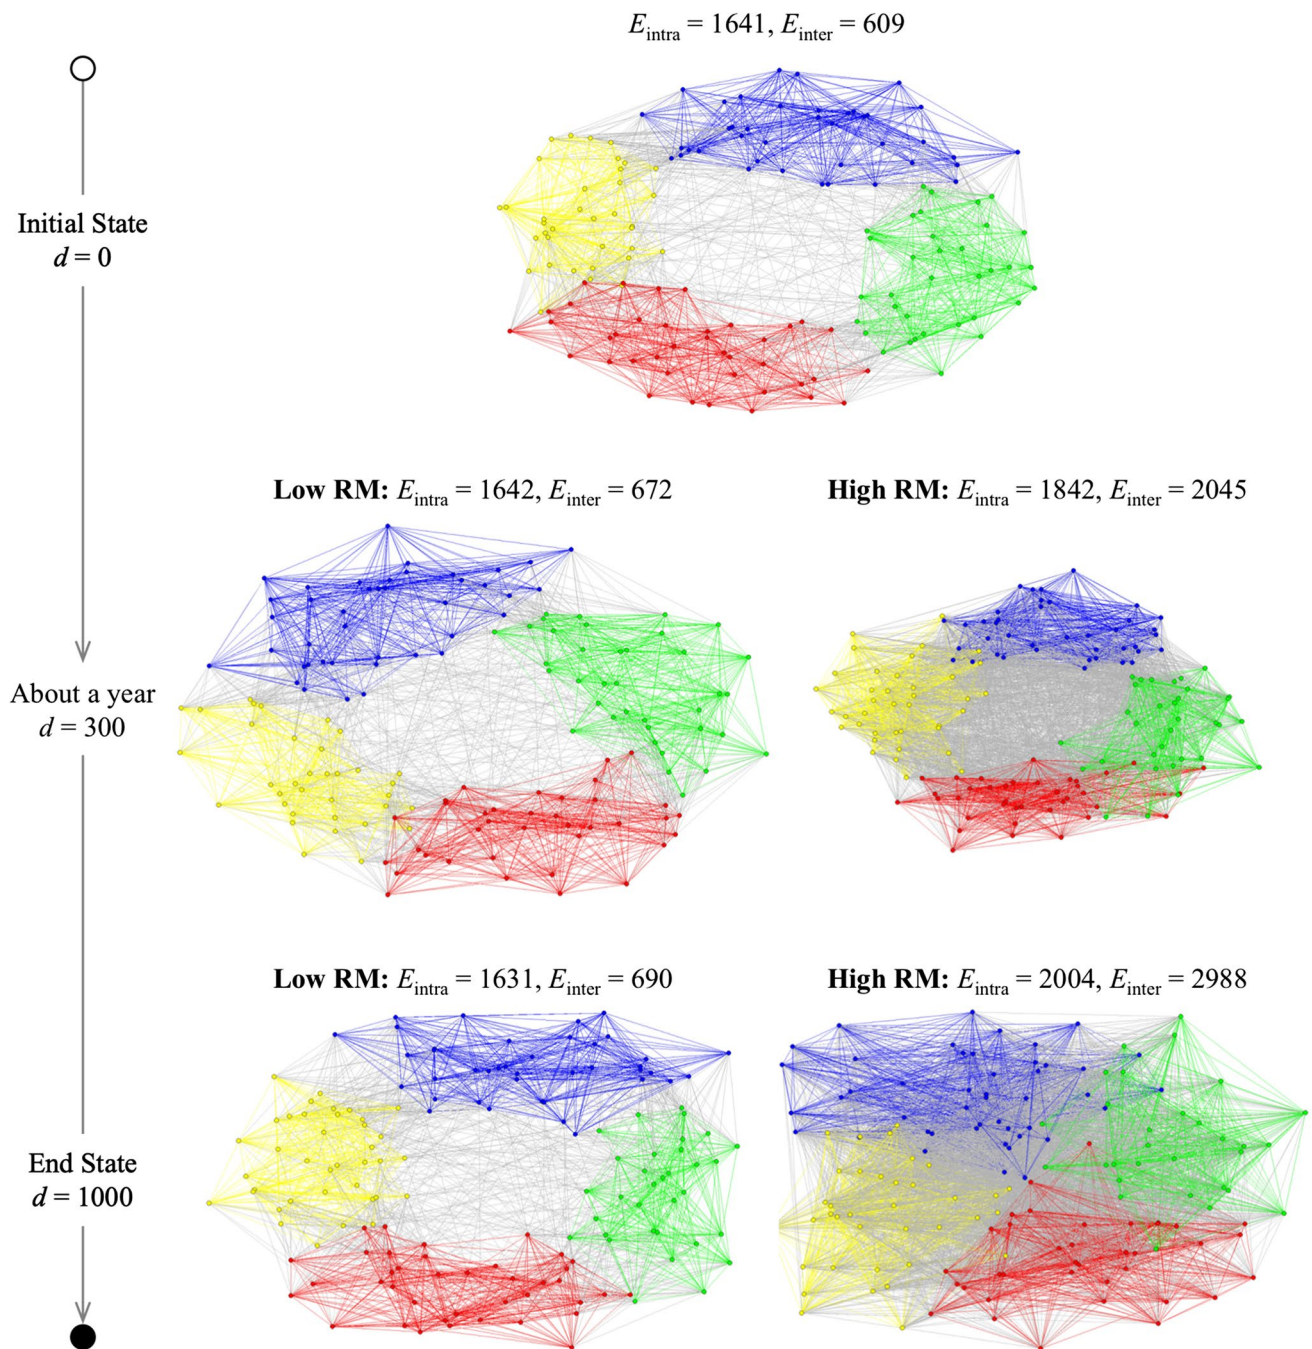 E_intra = 1641, E_inter = 609
Initial State
d = 0
Low RM: E_intra = 1642, E_inter = 672
High RM: E_intra = 1842, E_inter = 2045
About a year
d = 300
Low RM: E_intra = 1631, E_inter = 690
High RM: E_intra = 2004, E_inter = 2988
End State
d = 1000